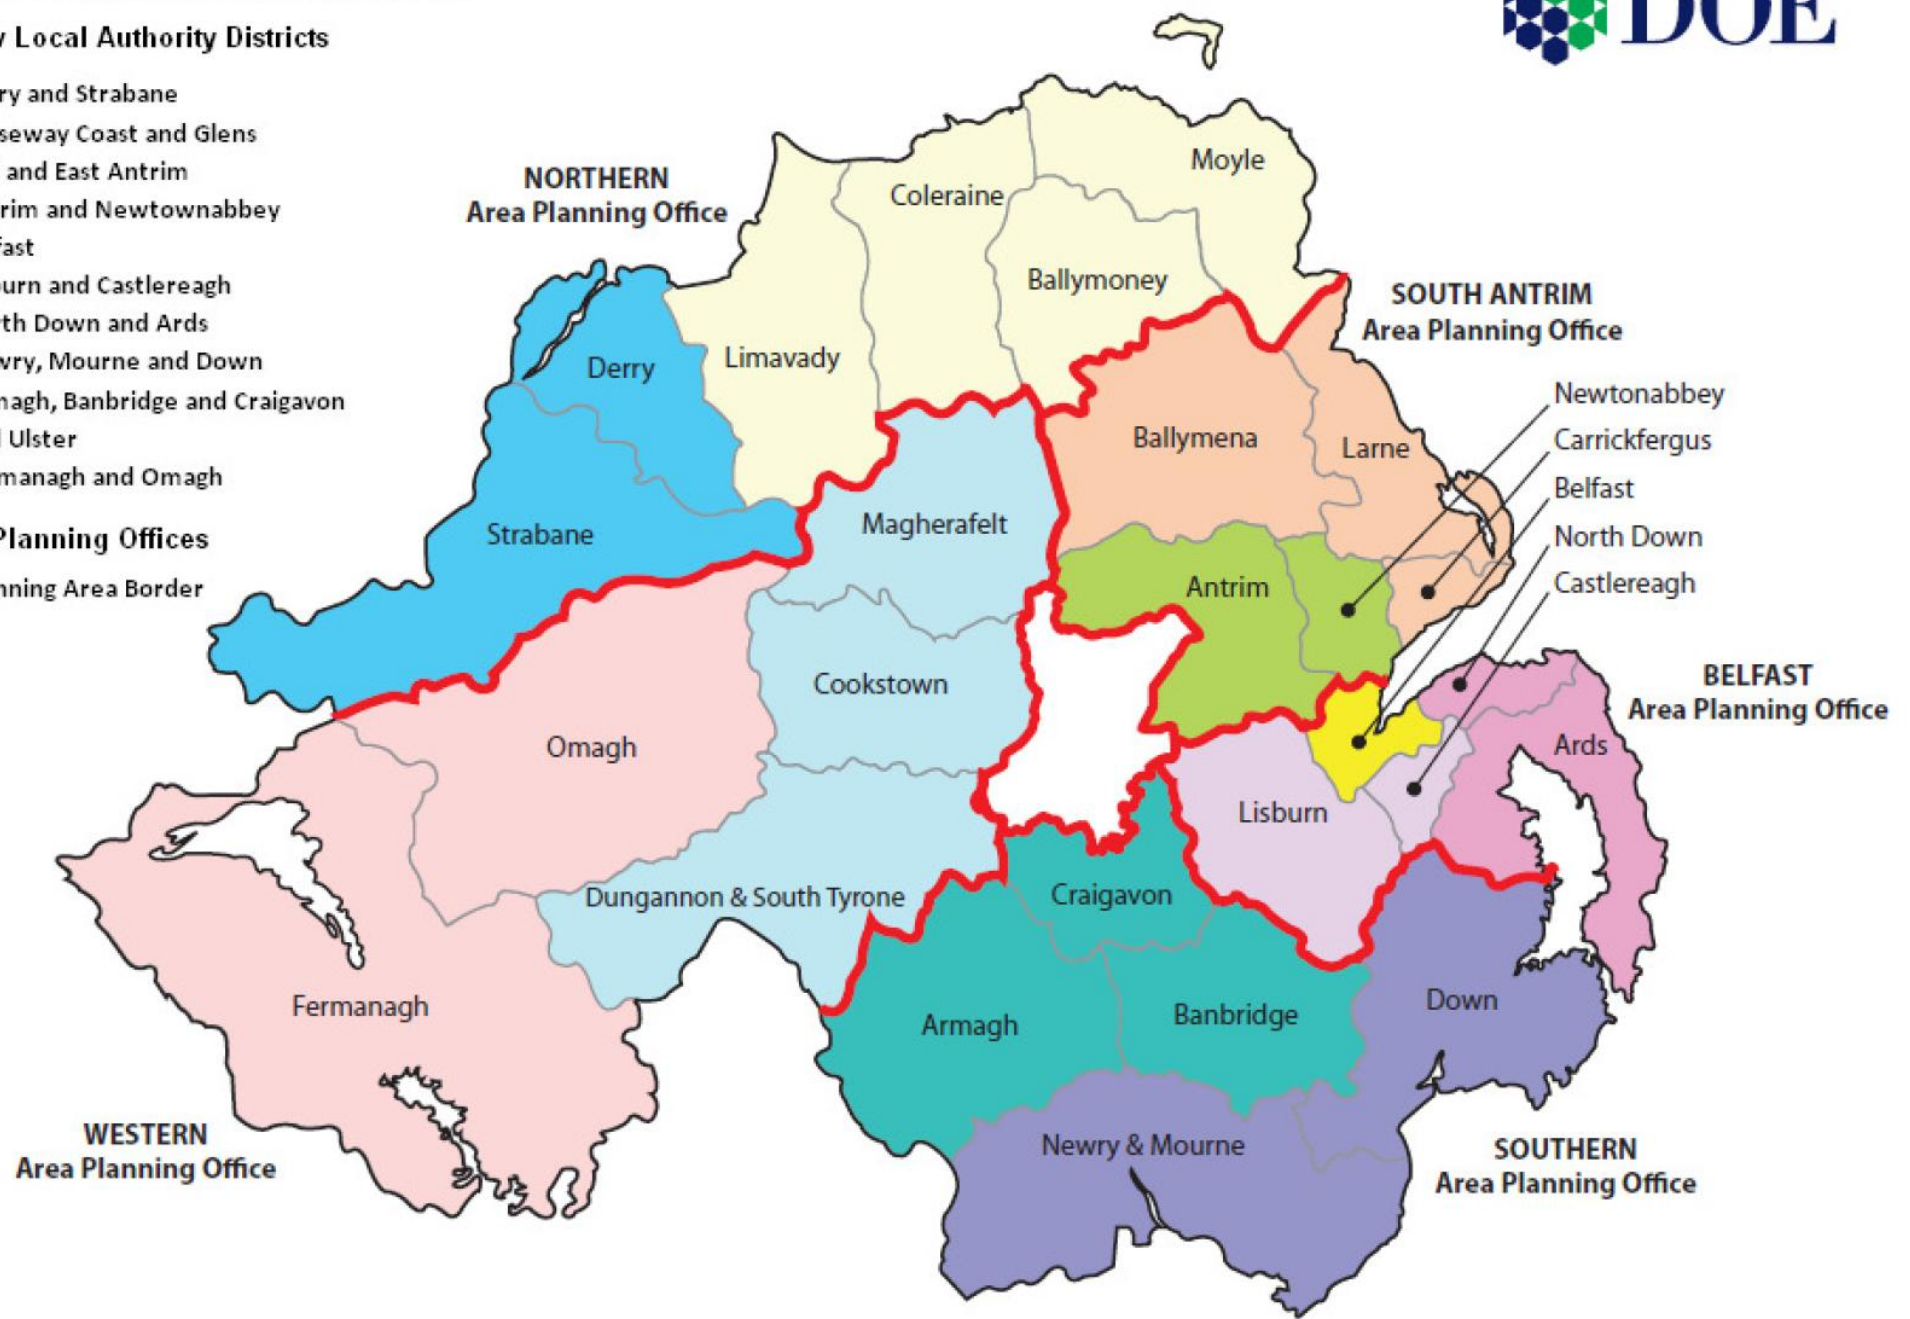 y Local Authority Districts
ry and Strabane
seway Coast and Glens
and East Antrim
rim and Newtownabbey
fast
urn and Castlereagh
th Down and Ards
wry, Mourne and Down
nagh, Banbridge and Craigavon
Ulster
managh and Omagh
Planning Offices
nning Area Border
DOE
NORTHERN
Area Planning Office
Moyle
Coleraine
Ballymoney
SOUTH ANTRIM
Area Planning Office
Derry
Limavady
Newtonabbey
Carrickfergus
Belfast
North Down
Castlereagh
Ballymena
Larne
Strabane
Magherafelt
Antrim
Cookstown
BELFAST
Area Planning Office
Omagh
Ards
Lisburn
Dungannon & South Tyrone
Craigavon
Fermanagh
Armagh
Banbridge
Down
WESTERN
Area Planning Office
Newry & Mourne
SOUTHERN
Area Planning Office